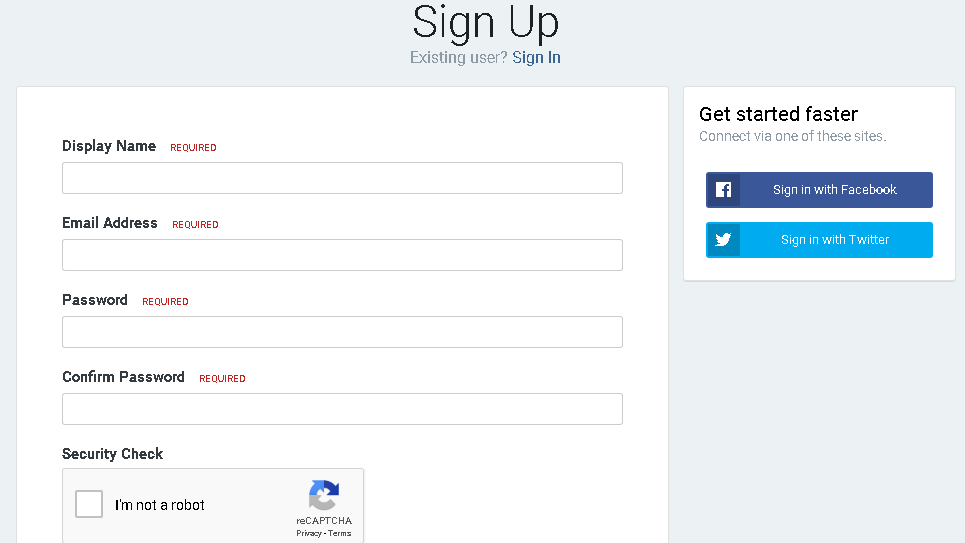 Sign Up
Existing user? Sign In
Display Name REQUIRED
Email Address REQUIRED
Password REQUIRED
Confirm Password REQUIRED
Security Check
I'm not a robot
reCAPTCHA
Privacy - Terms
Get started faster
Connect via one of these sites.
Sign in with Facebook
Sign in with Twitter